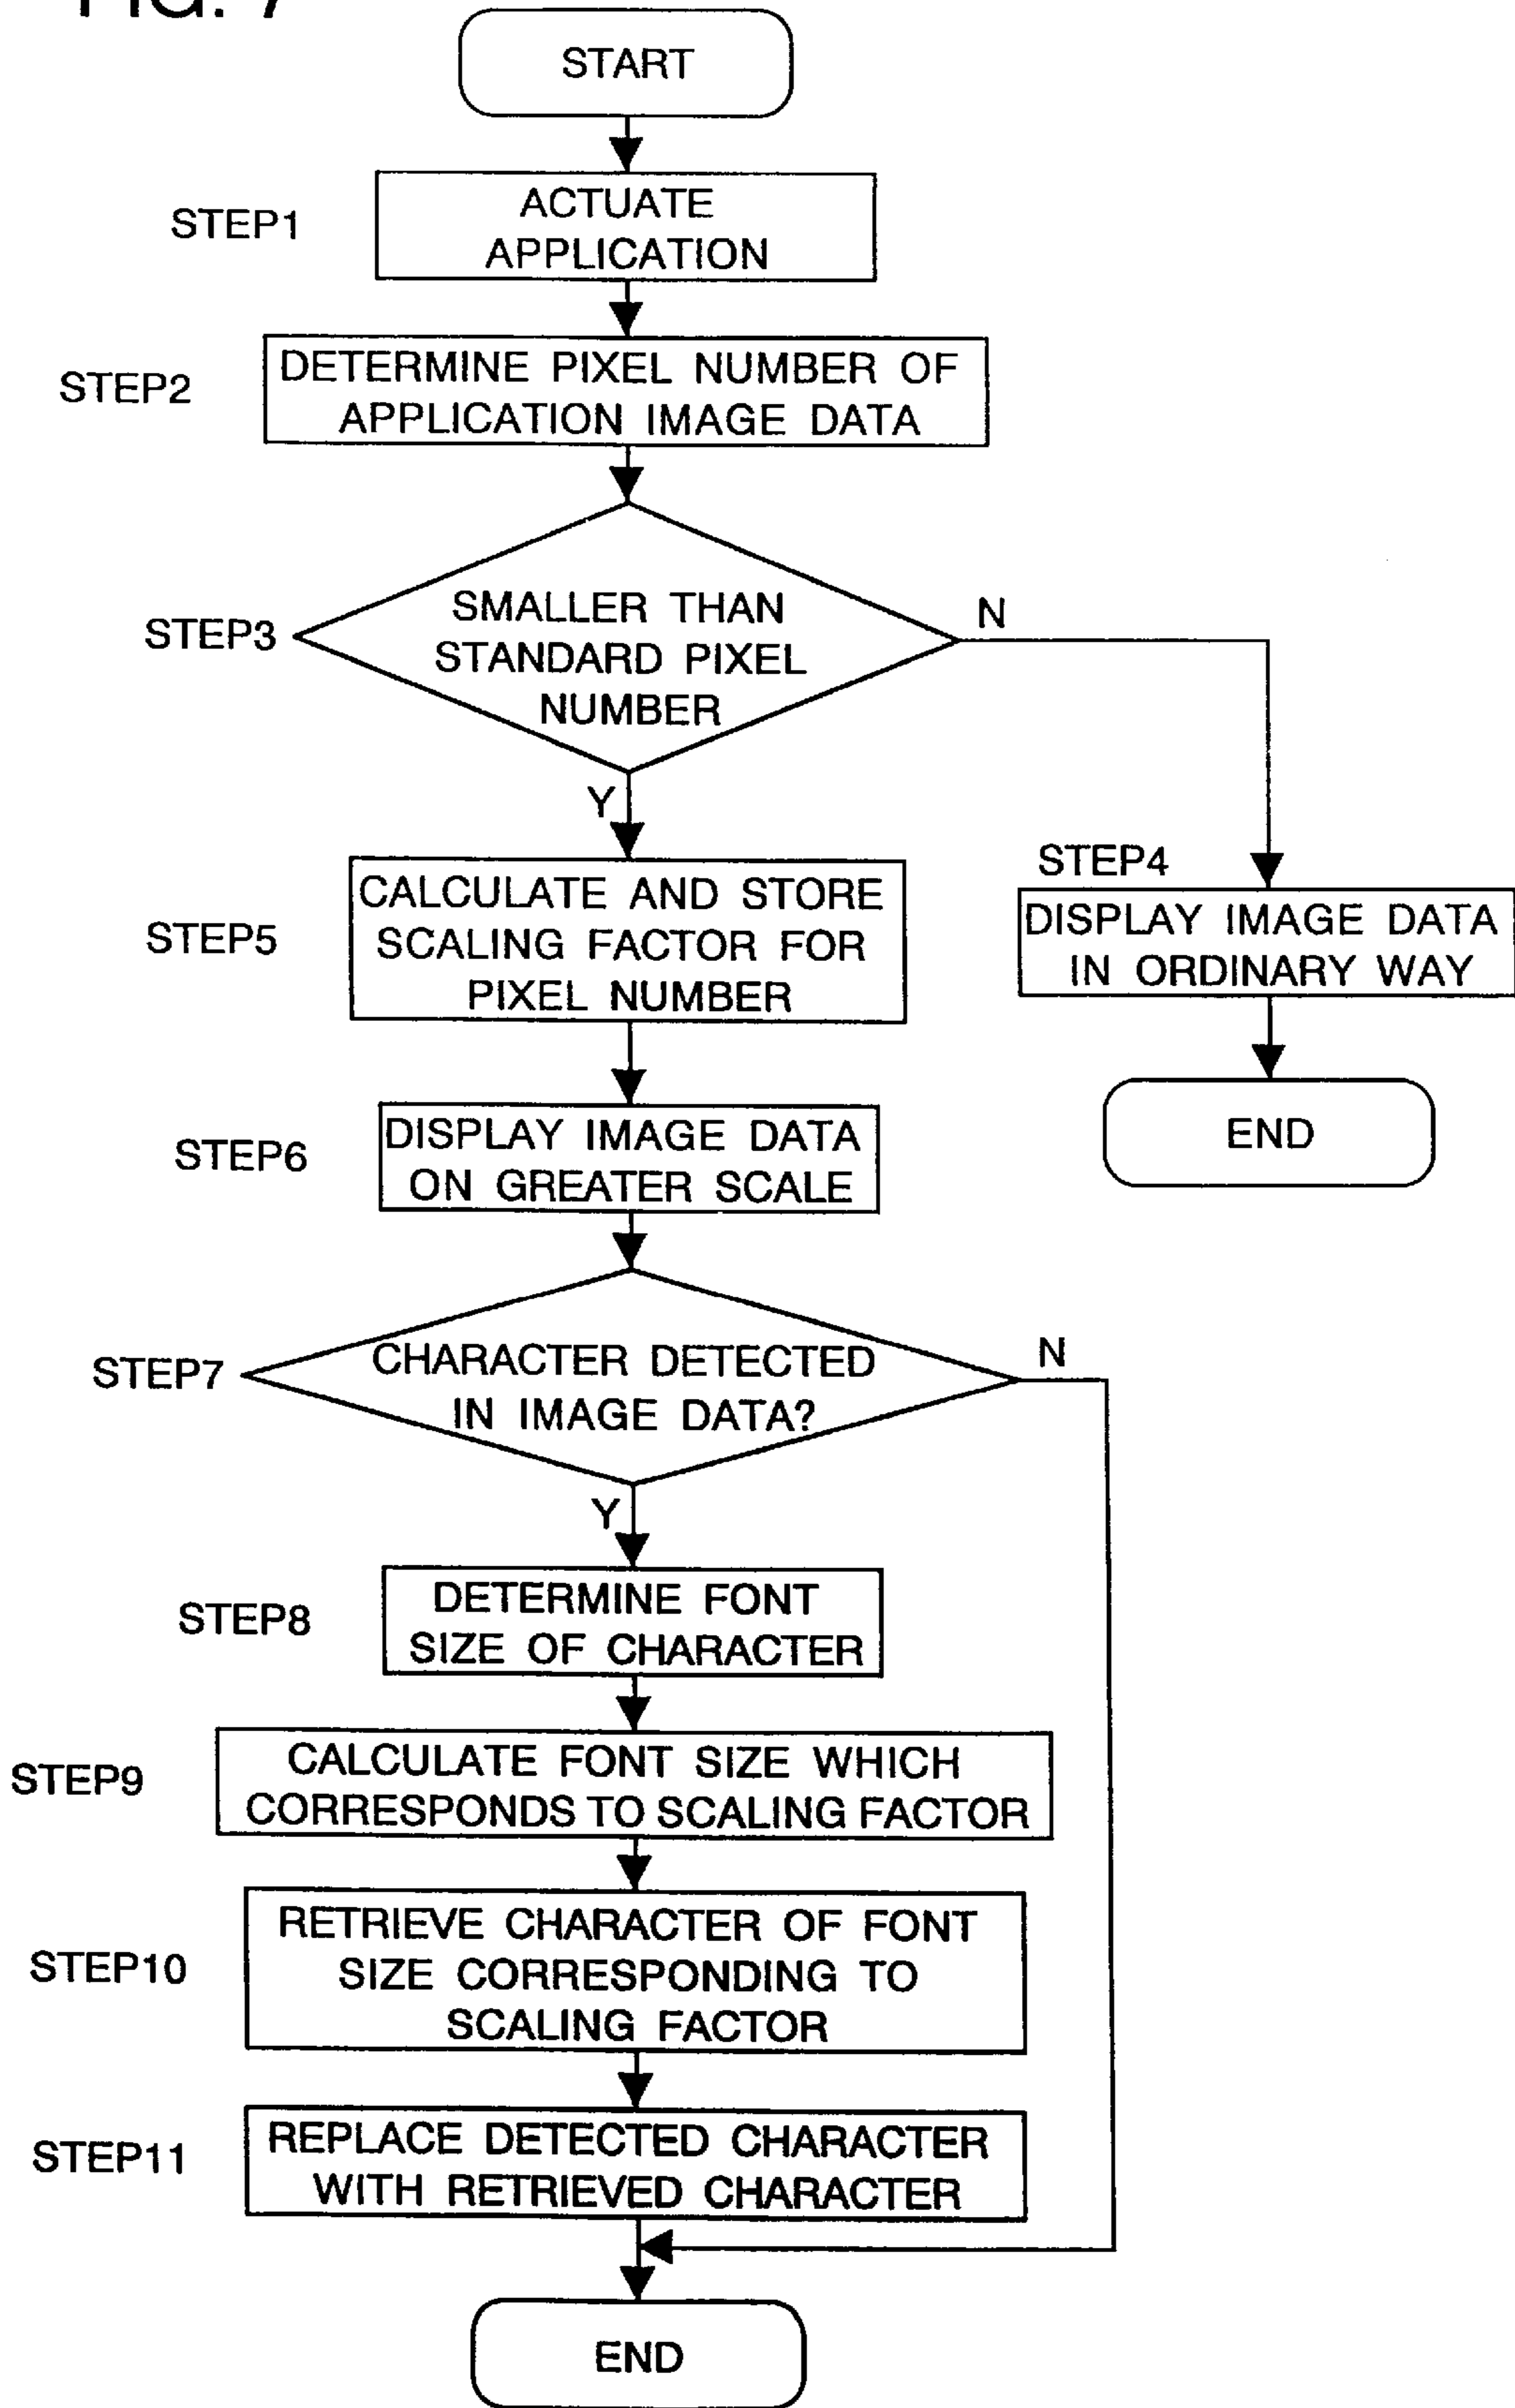 FIG. 7
START
STEP1
ACTUATE
APPLICATION
STEP2
DETERMINE PIXEL NUMBER OF
APPLICATION IMAGE DATA
STEP3
SMALLER THAN
STANDARD PIXEL
NUMBER
N
Y
STEP4
DISPLAY IMAGE DATA
IN ORDINARY WAY
END
STEP5
CALCULATE AND STORE
SCALING FACTOR FOR
PIXEL NUMBER
STEP6
DISPLAY IMAGE DATA
ON GREATER SCALE
STEP7
CHARACTER DETECTED
IN IMAGE DATA?
N
Y
STEP8
DETERMINE FONT
SIZE OF CHARACTER
STEP9
CALCULATE FONT SIZE WHICH
CORRESPONDS TO SCALING FACTOR
STEP10
RETRIEVE CHARACTER OF FONT
SIZE CORRESPONDING TO
SCALING FACTOR
STEP11
REPLACE DETECTED CHARACTER
WITH RETRIEVED CHARACTER
END